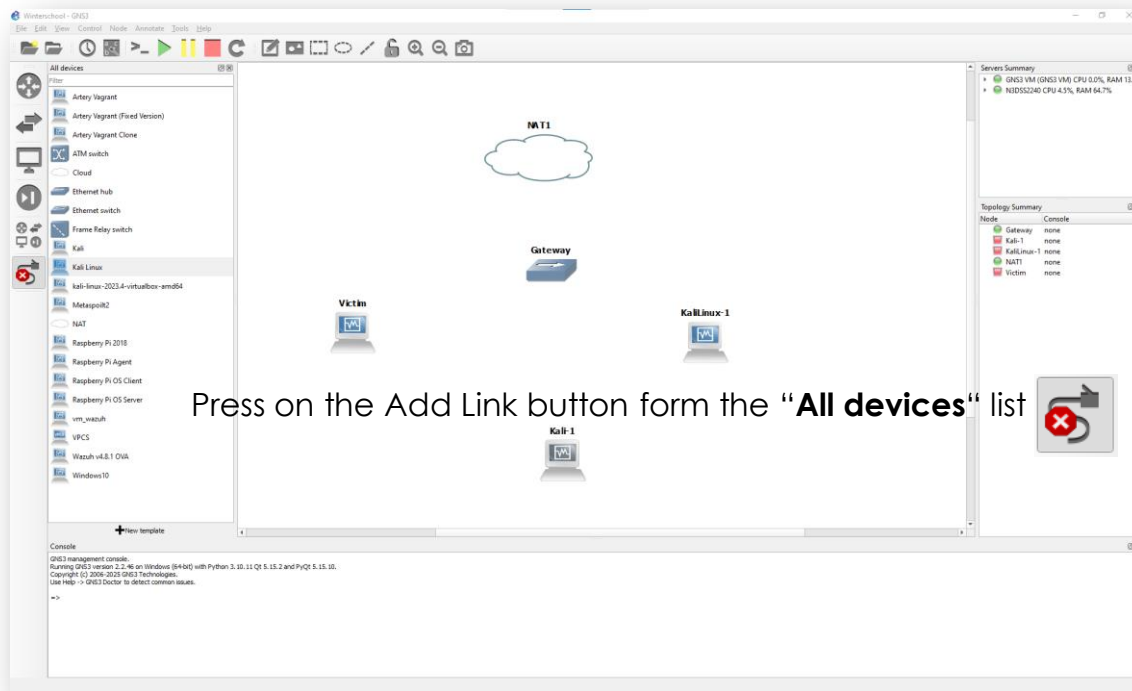 Winterschool - GNS3
File Edit View Control Node Annotate Tools Help
All devices
Filter
Artery Vagrant
Artery Vagrant (Fixed Version)
Artery Vagrant Clone
ATM switch
Cloud
Ethernet hub
Ethernet switch
Frame Relay switch
Kali
Kali Linux
kali-linux-2023.4-virtualbox-amd64
Metasploit2
NAT
Raspberry Pi 2018
Raspberry Pi Agent
Raspberry Pi OS Client
Raspberry Pi OS Server
vm_wazuh
VPCS
Wazuh v4.8.1 OVA
Windows10
New template
NAT1
Gateway
Victim
KaliLinux-1
Press on the Add Link button form the “All devices“ list
Kali-1
Servers Summary
GNS3 VM (GNS3 VM) CPU 0.0%, RAM 13.
N3DSS2240 CPU 4.5%, RAM 64.7%
Topology Summary
Node Console
Gateway none
Kali-1 none
KaliLinux-1 none
NAT1 none
Victim none
Console
GNS3 management console.
Running GNS3 version 2.2.46 on Windows (64-bit) with Python 3.10.11 Qt 5.15.2 and PyQt 5.15.10.
Copyright (c) 2006-2025 GNS3 Technologies.
Use Help -> GNS3 Doctor to detect common issues.
=>